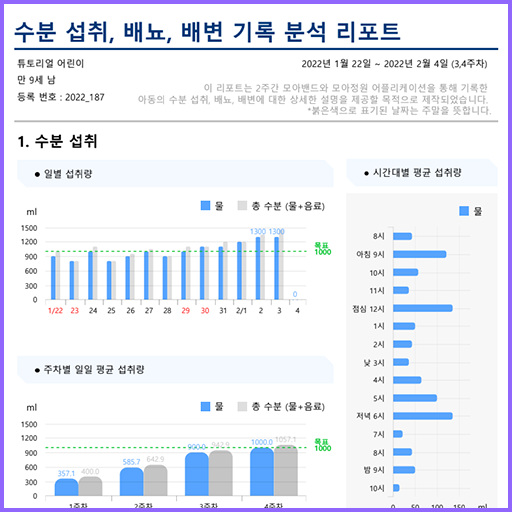 수분 섭취, 배뇨, 배변 기록 분석 리포트
튜토리얼 어린이
2022년 1월 22일 ~ 2022년 2월 4일 (3,4주차)
만 9세 남
등록 번호 : 2022_187
이 리포트는 2주간 모아밴드와 모아정원 어플리케이션을 통해 기록한
아동의 수분 섭취, 배뇨, 배변에 대한 상세한 설명을 제공할 목적으로 제작되었습니다.
*붉은색으로 표기된 날짜는 주말을 뜻합니다.
1. 수분 섭취
● 일별 섭취량
물 총 수분 (물+음료)
ml
1500
1200
900
600
300
0
1300 1300
0
목표
1000
1/22 23 24 25 26 27 28 29 30 31 2/1 2 3 4
● 주차별 일일 평균 섭취량
물 총 수분 (물+음료)
ml
1500
1200
900
600
300
0
357.1 400.0
585.7 642.9
900.0 942.9
1000.0 1057.1
목표
1000
1주차 2주차 3주차 4주차
● 시간대별 평균 섭취량
물
8시
아침 9시
10시
11시
점심 12시
1시
2시
낮 3시
4시
5시
저녁 6시
7시
8시
밤 9시
10시
0 50 100 150 ml